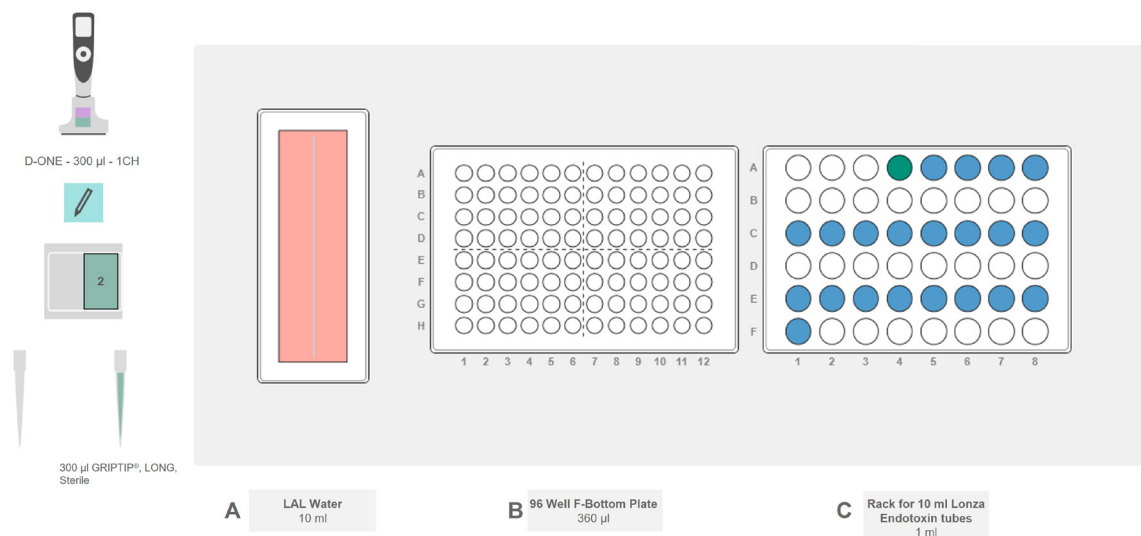 D-ONE - 300 µl - 1CH
2
300 µl GRIPTIP®, LONG,
Sterile
A
B
C
D
E
F
G
H
1 2 3 4 5 6 7 8 9 10 11 12
A
B
C
D
E
F
1 2 3 4 5 6 7 8
A
LAL Water
10 ml
B
96 Well F-Bottom Plate
360 µl
C
Rack for 10 ml Lonza
Endotoxin tubes
1 ml